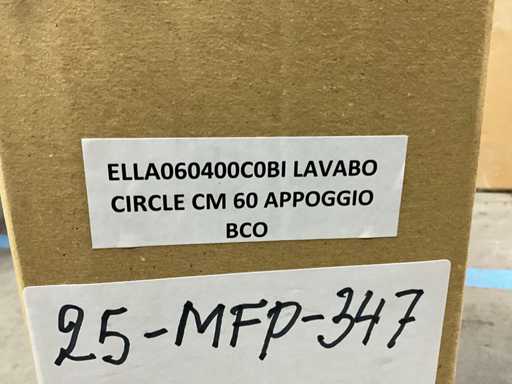 ELLA060400C0BI LAVABO
CIRCLE CM 60 APPOGGIO
BCO
25-MFP-347